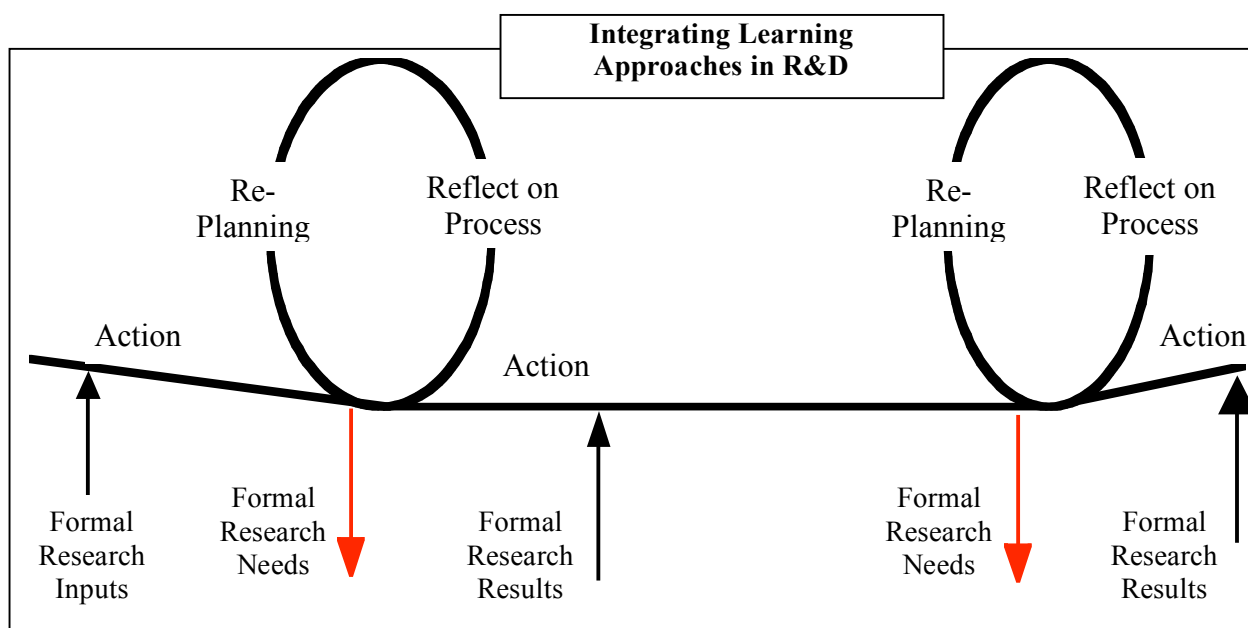 Integrating Learning
Approaches in R&D
Re-
Planning
Reflect on
Process
Re-
Planning
Reflect on
Process
Action
Action
Action
Formal
Research
Inputs
Formal
Research
Needs
Formal
Research
Results
Formal
Research
Needs
Formal
Research
Results